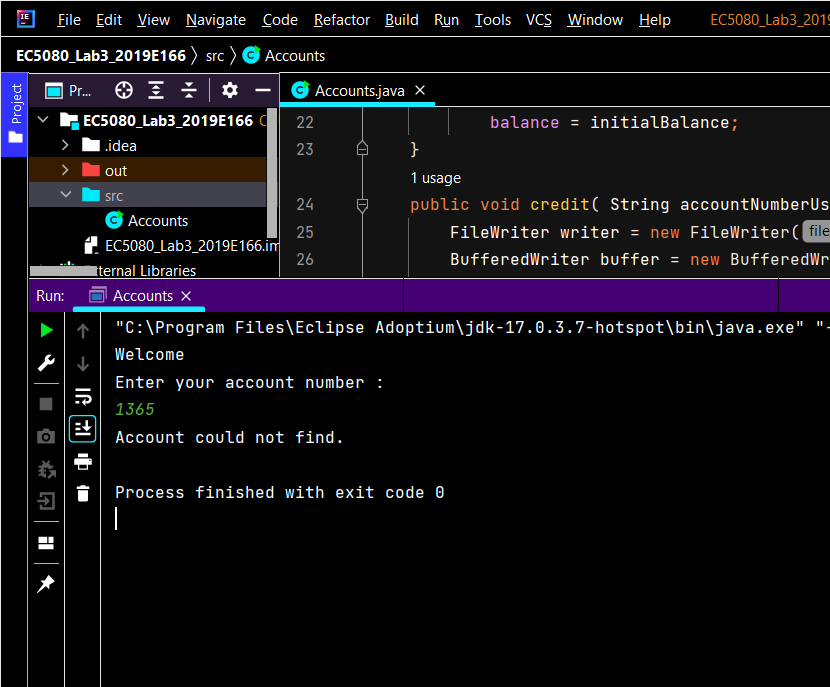 File Edit View Navigate Code Refactor Build Run Tools VCS Window Help EC5080_Lab3_2019
EC5080_Lab3_2019E166 src Accounts
Project
Pr...
Accounts.java
EC5080_Lab3_2019E166
.idea
out
src
Accounts
EC5080_Lab3_2019E166.im
ternal Libraries
22 balance = initialBalance;
23 }
1 usage
24 public void credit( String accountNumberUs
25 FileWriter writer = new FileWriter( file
26 BufferedWriter buffer = new BufferedWr
Run: Accounts
"C:\Program Files\Eclipse Adoptium\jdk-17.0.3.7-hotspot\bin\java.exe" "-
Welcome
Enter your account number :
1365
Account could not find.
Process finished with exit code 0